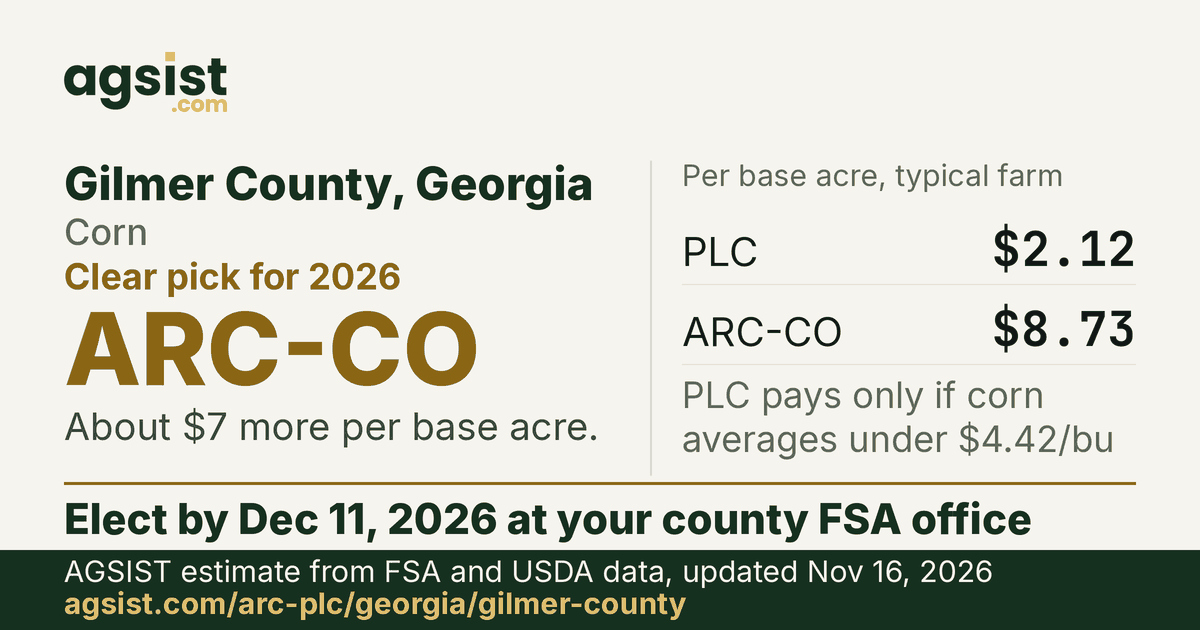 agsist
.com
Gilmer County, Georgia
Corn
Clear pick for 2026
ARC-CO
About $7 more per base acre.
Per base acre, typical farm
PLC $2.12
ARC-CO $8.73
PLC pays only if corn
averages under $4.42/bu
Elect by Dec 11, 2026 at your county FSA office
AGSIST estimate from FSA and USDA data, updated Nov 16, 2026
agsist.com/arc-plc/georgia/gilmer-county